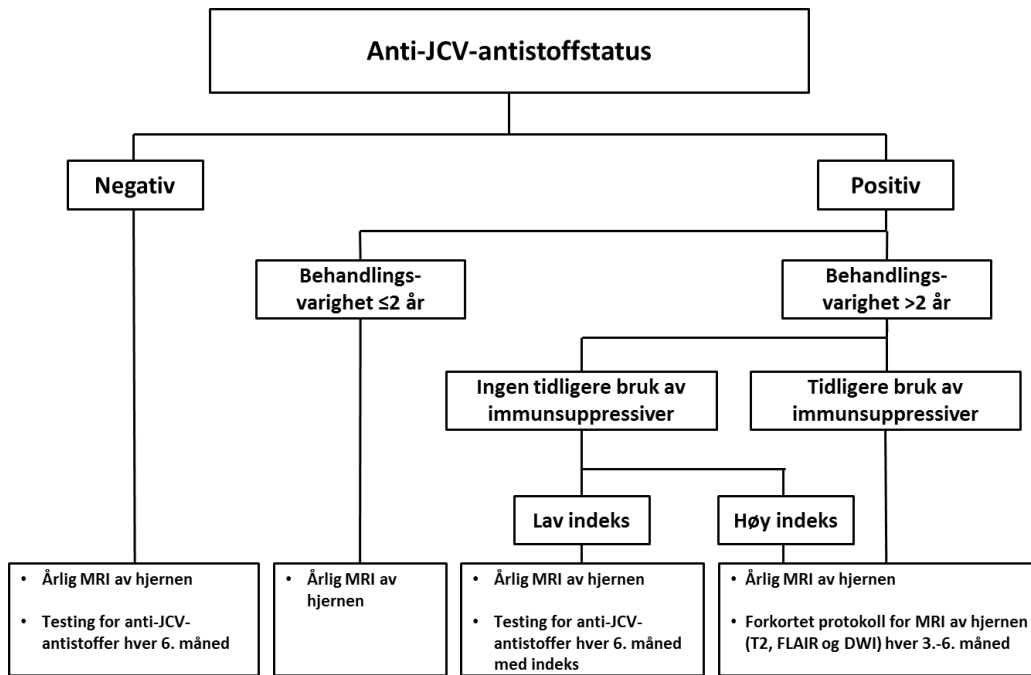 Anti-JCV-antistoffstatus
Negativ
Positiv
Behandlings-
varighet ≤2 år
Behandlings-
varighet >2 år
Ingen tidligere bruk av
immunsuppressiver
Tidligere bruk av
immunsuppressiver
Lav indeks
Høy indeks
• Årlig MRI av hjernen
• Testing for anti-JCV-
antistoffer hver 6. måned
• Årlig MRI av
hjernen
• Årlig MRI av hjernen
• Testing for anti-JCV-
antistoffer hver 6. måned
med indeks
• Årlig MRI av hjernen
• Forkortet protokoll for MRI av hjernen
(T2, FLAIR og DWI) hver 3.-6. måned